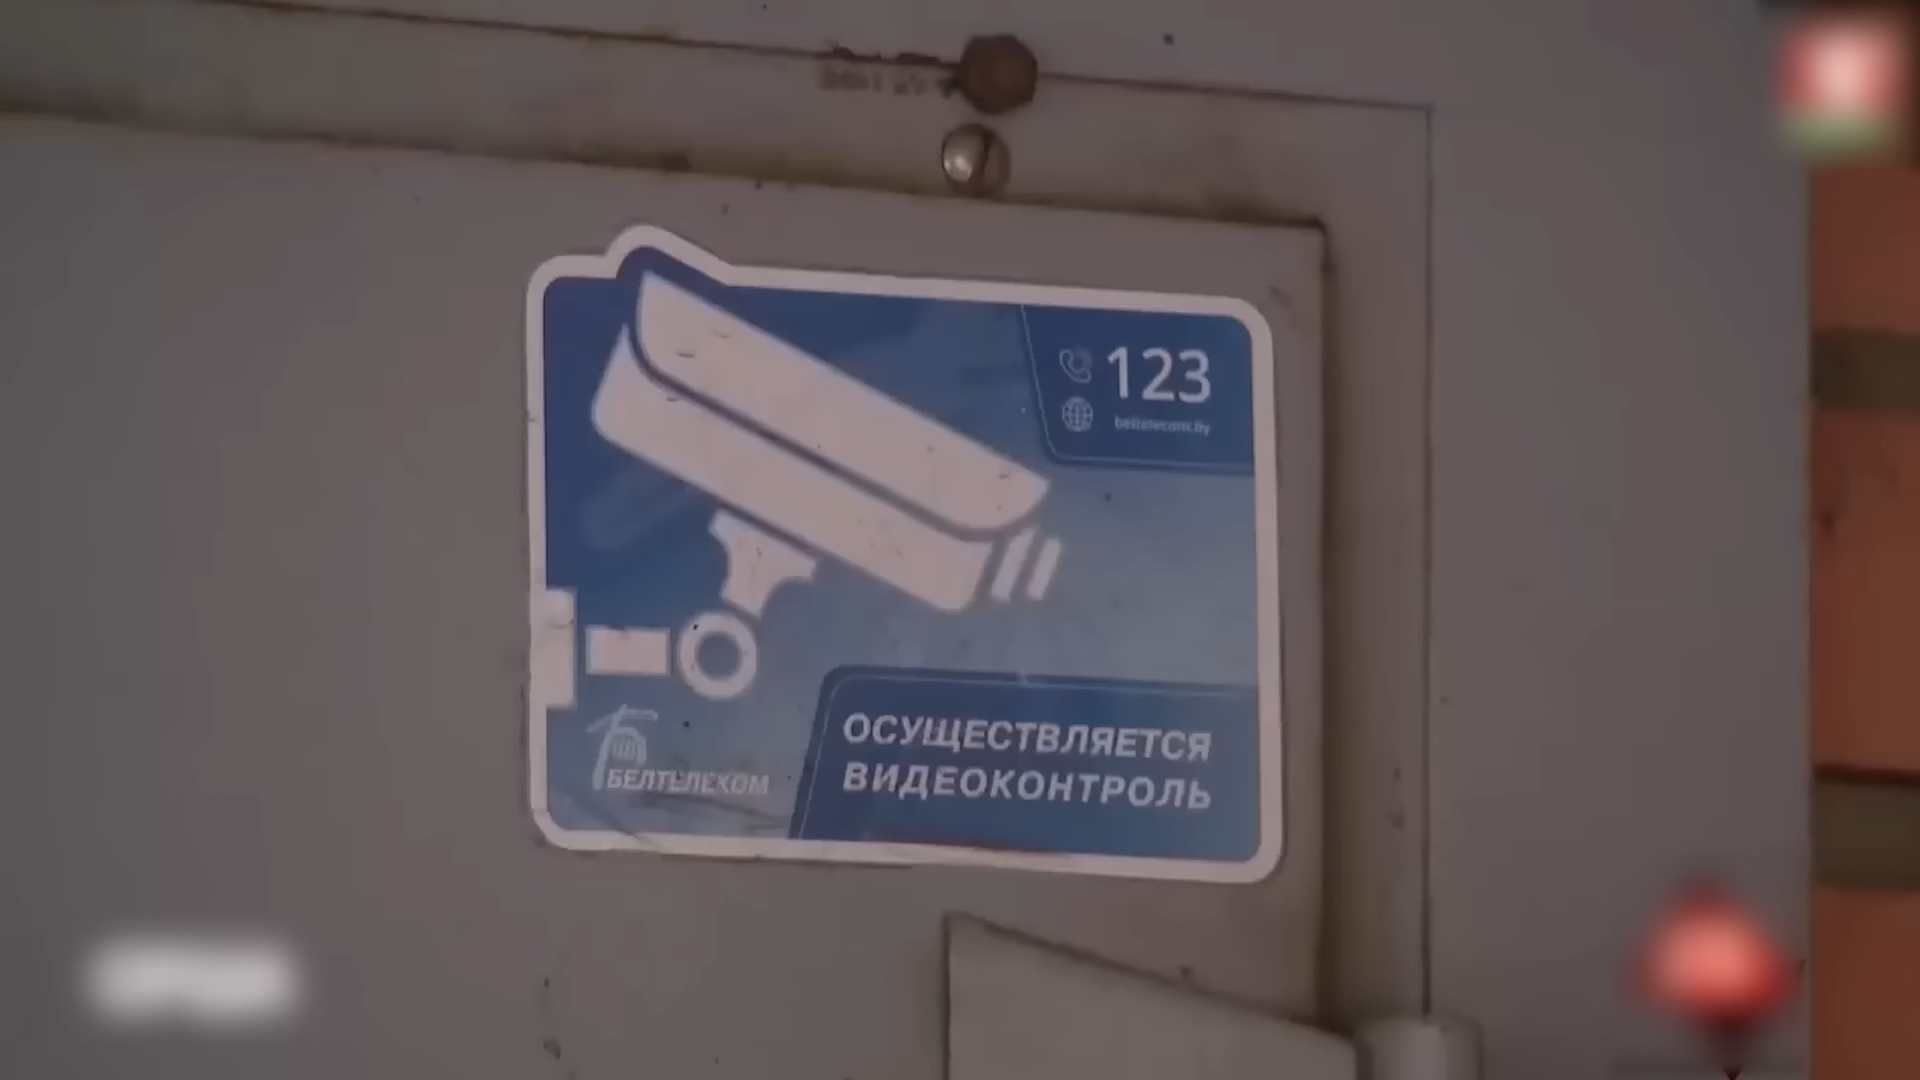 123
beltelecom.by
ОСУЩЕСТВЛЯЕТСЯ
ВИДЕОКОНТРОЛЬ
БЕЛТЕЛЕКОМ